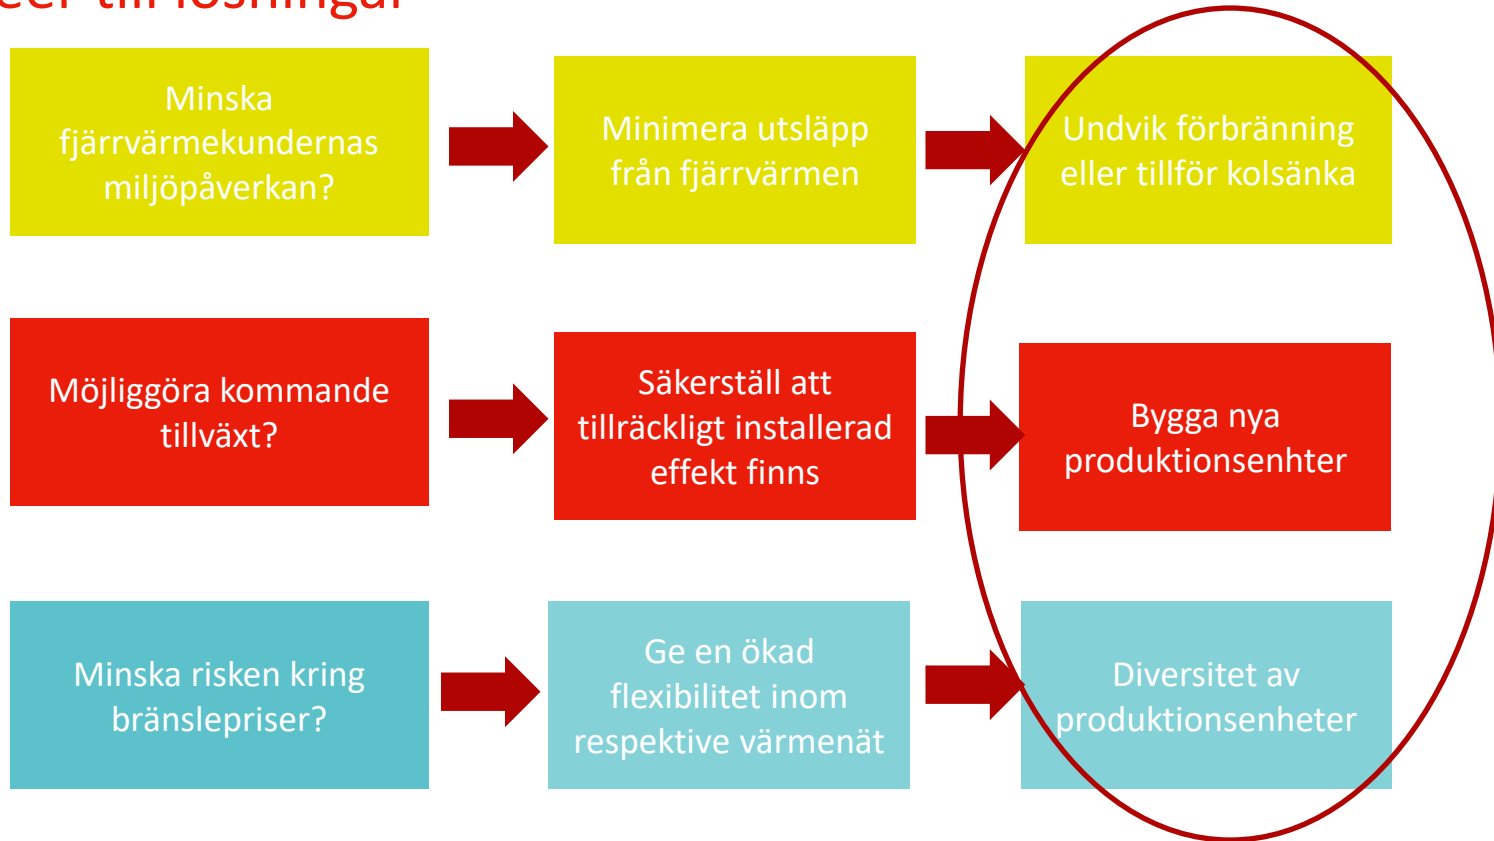 till lösningar
Minska
fjärrvärmekundernas
miljöpåverkan?
Minimera utsläpp
från fjärrvärmen
Undvik förbränning
eller tillför kolsänka
Möjliggöra kommande
tillväxt?
Säkerställ att
tillräckligt installerad
effekt finns
Bygga nya
produktionsenhter
Minska risken kring
bränslepriser?
Ge en ökad
flexibilitet inom
respektive värmenät
Diversitet av
produktionsenheter